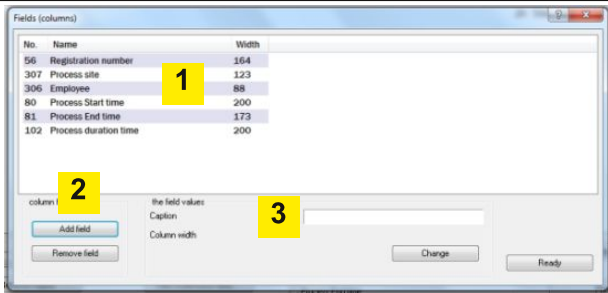 Fields (columns)
No. Name Width
56 Registration number 164
307 Process site 123
306 Employee 88
80 Process Start time 200
81 Process End time 173
102 Process duration time 200
1
2
3
column
the field values
Caption
Add field
Column width
Remove field
Change
Ready